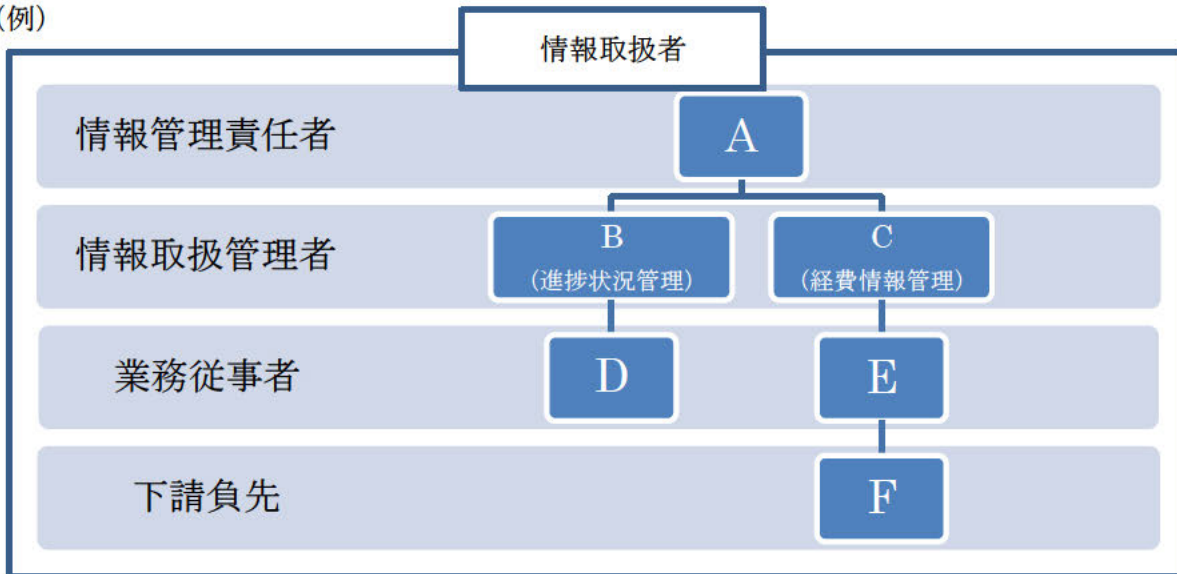 (例)
情報取扱者
情報管理責任者
A
情報取扱管理者
B
(進捗状況管理)
C
(経費情報管理)
業務従事者
D
E
下請負先
F